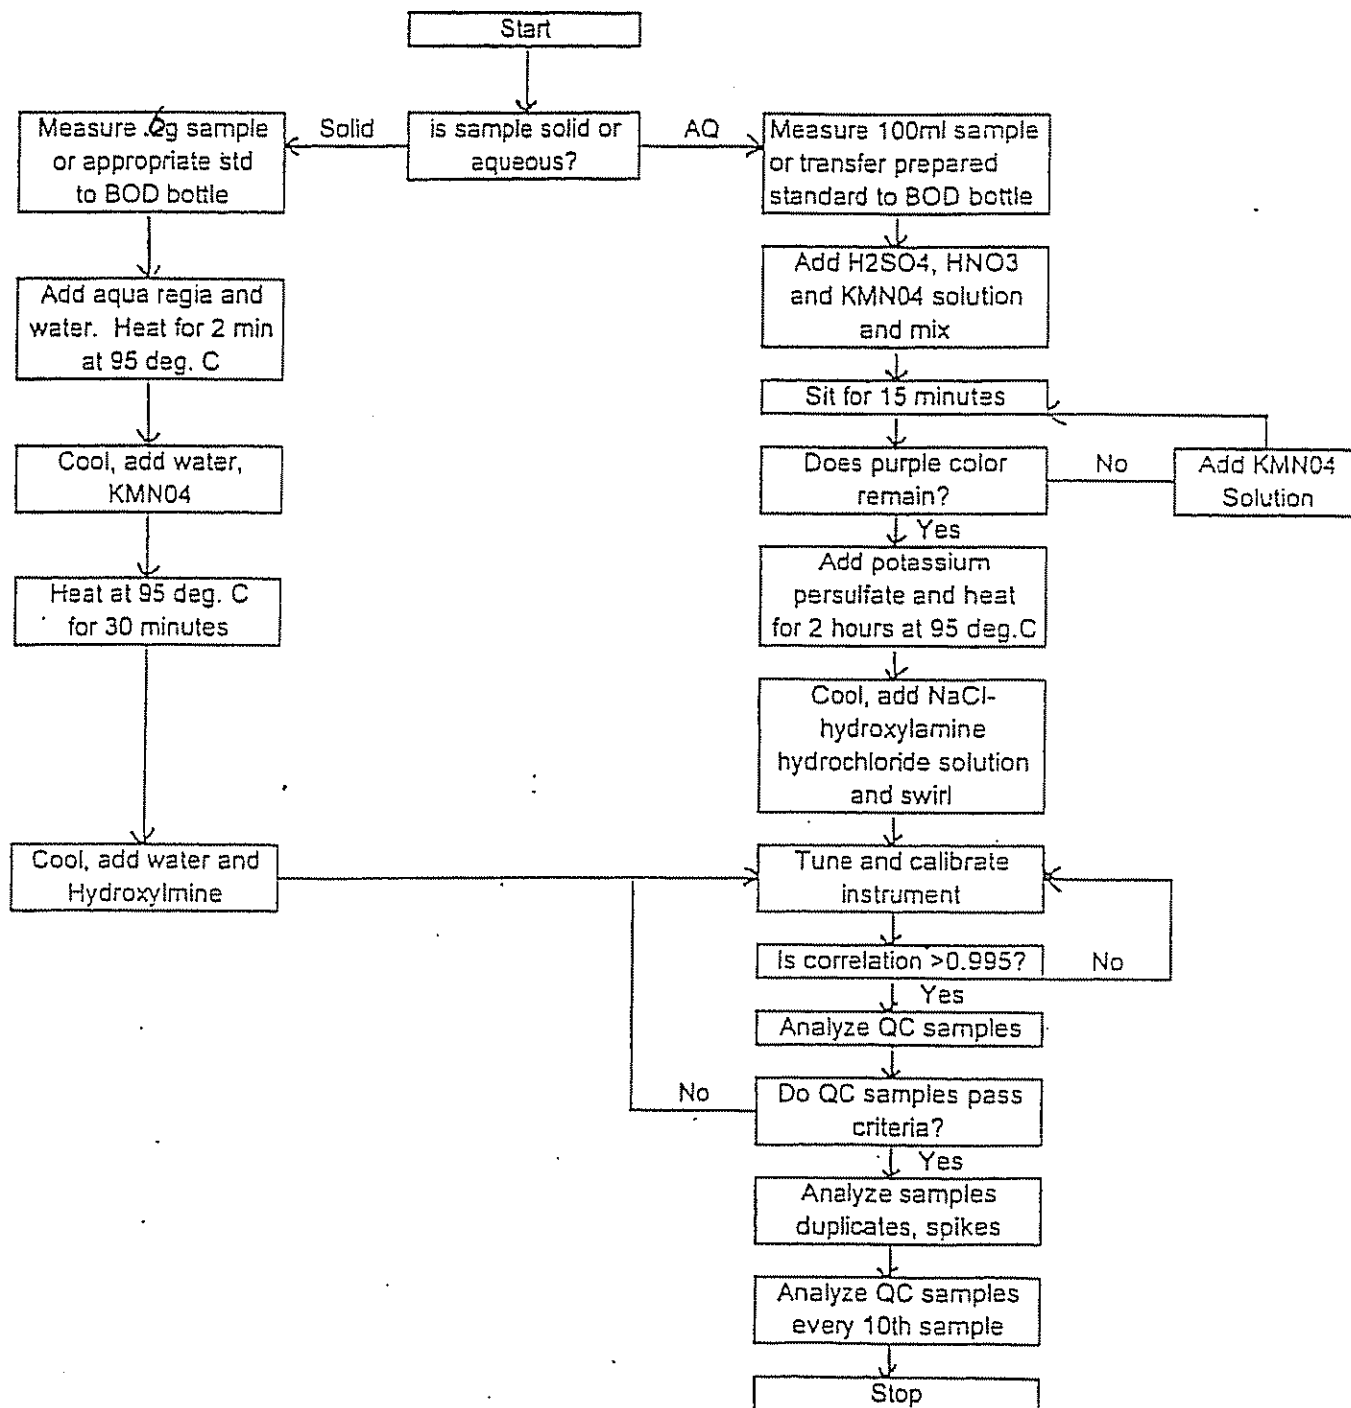 Start
is sample solid or
aqueous?
Solid
AQ
Measure .6g sample
or appropriate std
to BOD bottle
Add aqua regia and
water. Heat for 2 min
at 95 deg. C
Cool, add water,
KMN04
Heat at 95 deg. C
for 30 minutes
Cool, add water and
Hydroxylmine
Measure 100ml sample
or transfer prepared
standard to BOD bottle
Add H2SO4, HNO3
and KMN04 solution
and mix
Sit for 15 minutes
Does purple color
remain?
No
Add KMN04
Solution
Yes
Add potassium
persulfate and heat
for 2 hours at 95 deg.C
Cool, add NaCl-
hydroxylamine
hydrochloride solution
and swirl
Tune and calibrate
instrument
Is correlation >0.995?
No
Yes
Analyze QC samples
Do QC samples pass
criteria?
No
Yes
Analyze samples
duplicates, spikes
Analyze QC samples
every 10th sample
Stop